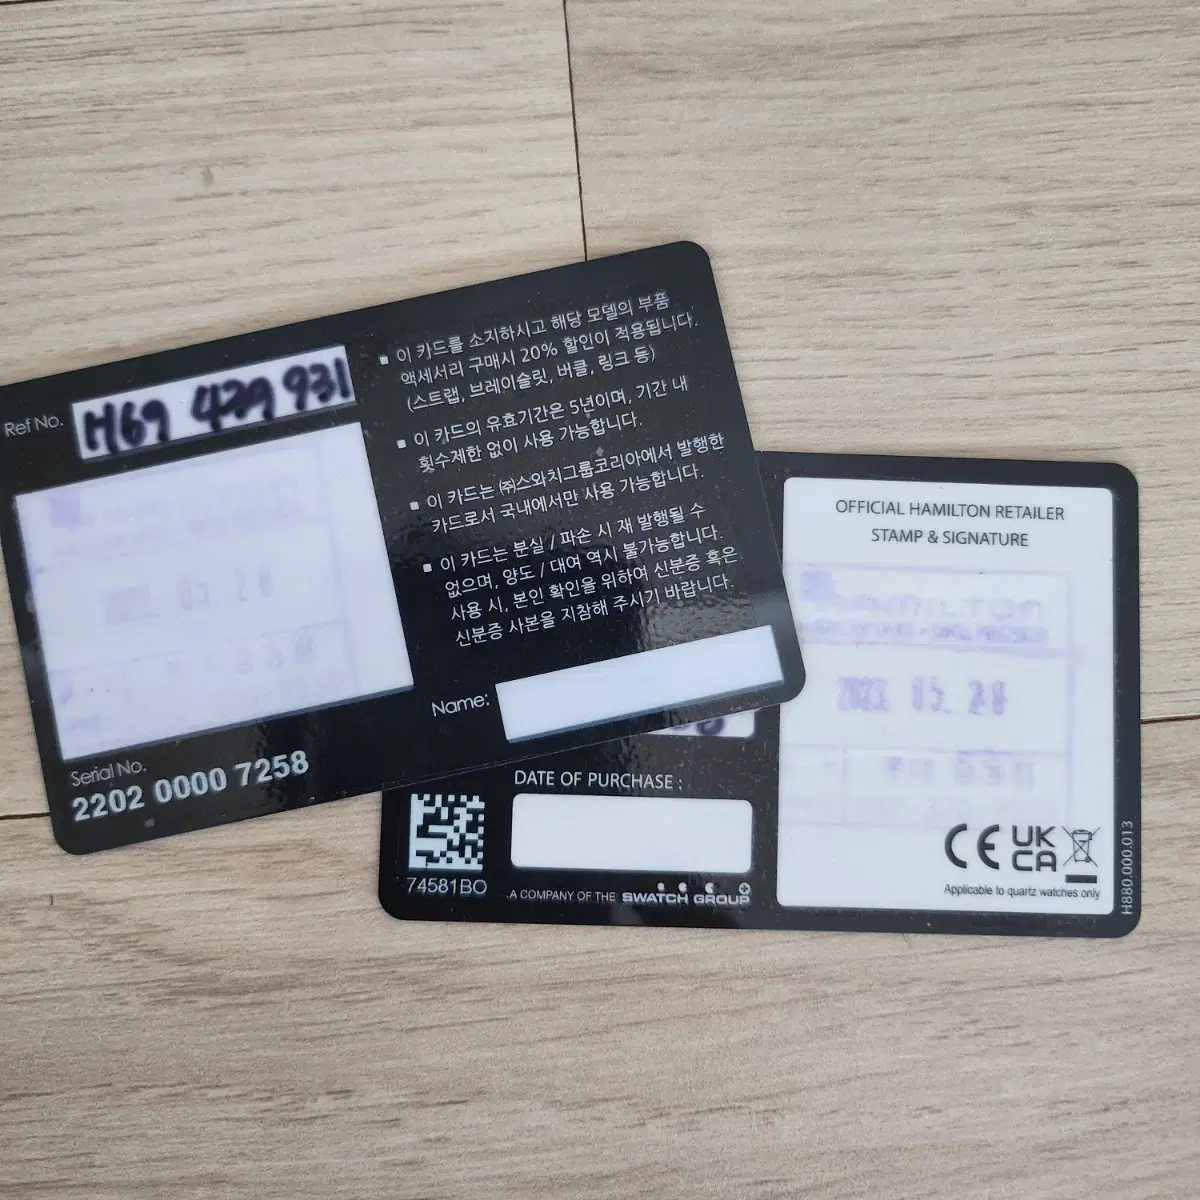 Ref No. H69 439 931
Serial No.
2202 0000 7258
이 카드를 소지하시고 해당 모델의 부품
액세서리 구매시 20% 할인이 적용됩니다.
(스트랩, 브레이슬릿, 버클, 링크 등)
이 카드의 유효기간은 5년이며, 기간 내
횟수제한 없이 사용 가능합니다.
이 카드는 ㈜스와치그룹코리아에서 발행한
카드로서 국내에서만 사용 가능합니다.
이 카드는 분실 / 파손 시 재 발행될 수
없으며, 양도 / 대여 역시 불가능합니다.
사용 시, 본인 확인을 위하여 신분증 혹은
신분증 사본을 지참해 주시기 바랍니다.
Name:
DATE OF PURCHASE :
74581BO
A COMPANY OF THE SWATCH GROUP
OFFICIAL HAMILTON RETAILER
STAMP & SIGNATURE
HAMILTON
05. 28
CE UK
CA
Applicable to quartz watches only
H880.000.013